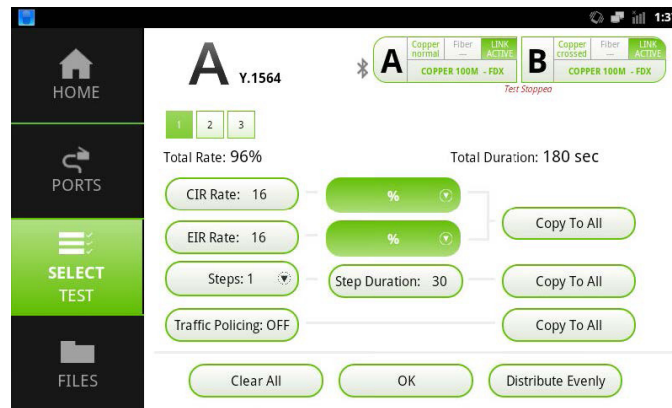 1:3
HOME
PORTS
SELECT
TEST
FILES
A Y.1564
A
Copper normal
Fiber ---
LINK ACTIVE
COPPER 100M - FDX
B
Copper crossed
Fiber ---
LINK ACTIVE
COPPER 100M - FDX
Test Stopped
1 2 3
Total Rate: 96% Total Duration: 180 sec
CIR Rate: 16 % Copy To All
EIR Rate: 16 %
Steps: 1 Step Duration: 30 Copy To All
Traffic Policing: OFF Copy To All
Clear All OK Distribute Evenly